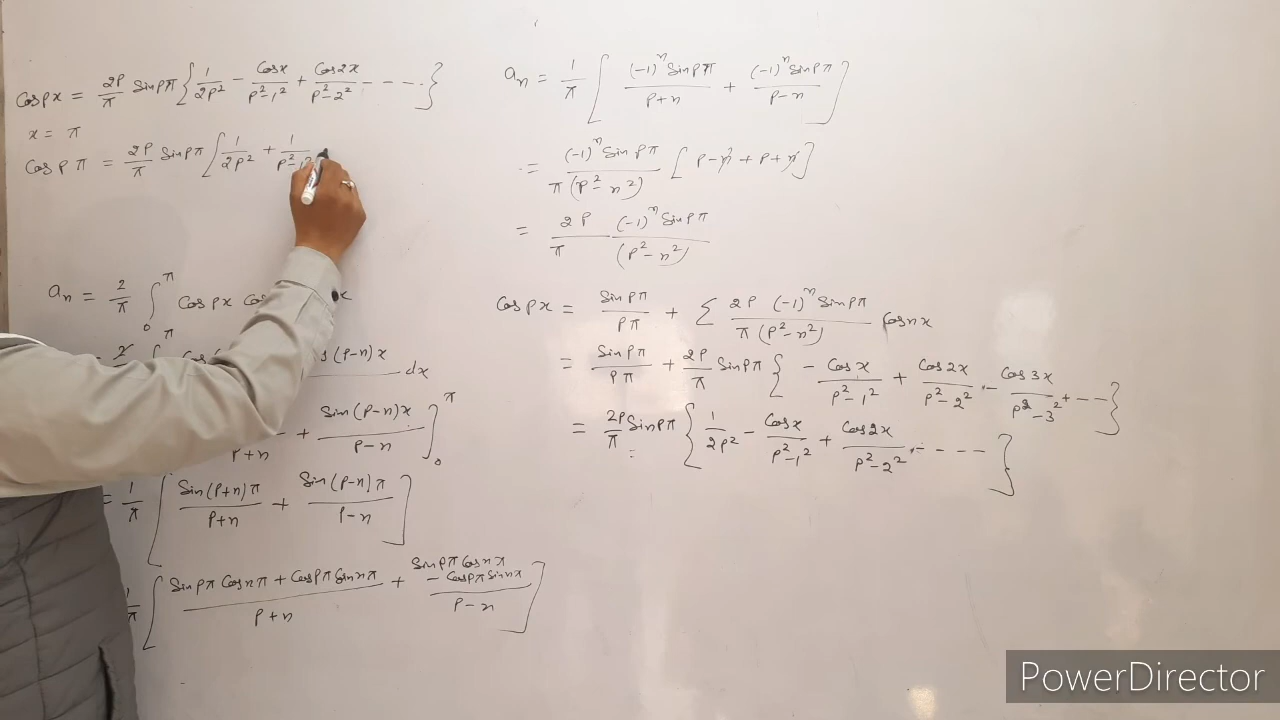 Cos px = 2P/π Sin pπ { 1/2p² - Cos x/p²-1² + Cos 2x/p²-2² - - - - . }
x = π
Cos p π = 2P/π Sin pπ [ 1/2p² + 1/p²-1²
aₙ = 2/π ∫₀^π Cos px Cos
(p-n)x dx
p+n + Sin(p-n)x/p-n ]₀^π
= 1/π [ Sin(p+n)π/p+n + Sin(p-n)π/p-n ]
1/π [ Sin pπ Cos nπ + Cos pπ Sin nπ/p+n + Sin pπ Cos nπ - Cos pπ Sin nπ/p-n ]
aₙ = 1/π [ (-1)ⁿ Sin pπ/p+n + (-1)ⁿ Sin pπ/p-n ]
= (-1)ⁿ Sin pπ/π(p²-n²) [ p-n + p+n ]
= 2P/π (-1)ⁿ Sin pπ/(p²-n²)
Cos px = Sin pπ/pπ + Σ 2P (-1)ⁿ Sin pπ/π(p²-n²) Cos nx
= Sin pπ/pπ + 2P/π Sin pπ { - Cos x/p²-1² + Cos 2x/p²-2² - Cos 3x/p²-3² + - - }
= 2P/π Sin pπ { 1/2p² - Cos x/p²-1² + Cos 2x/p²-2² - - - - }
PowerDirector